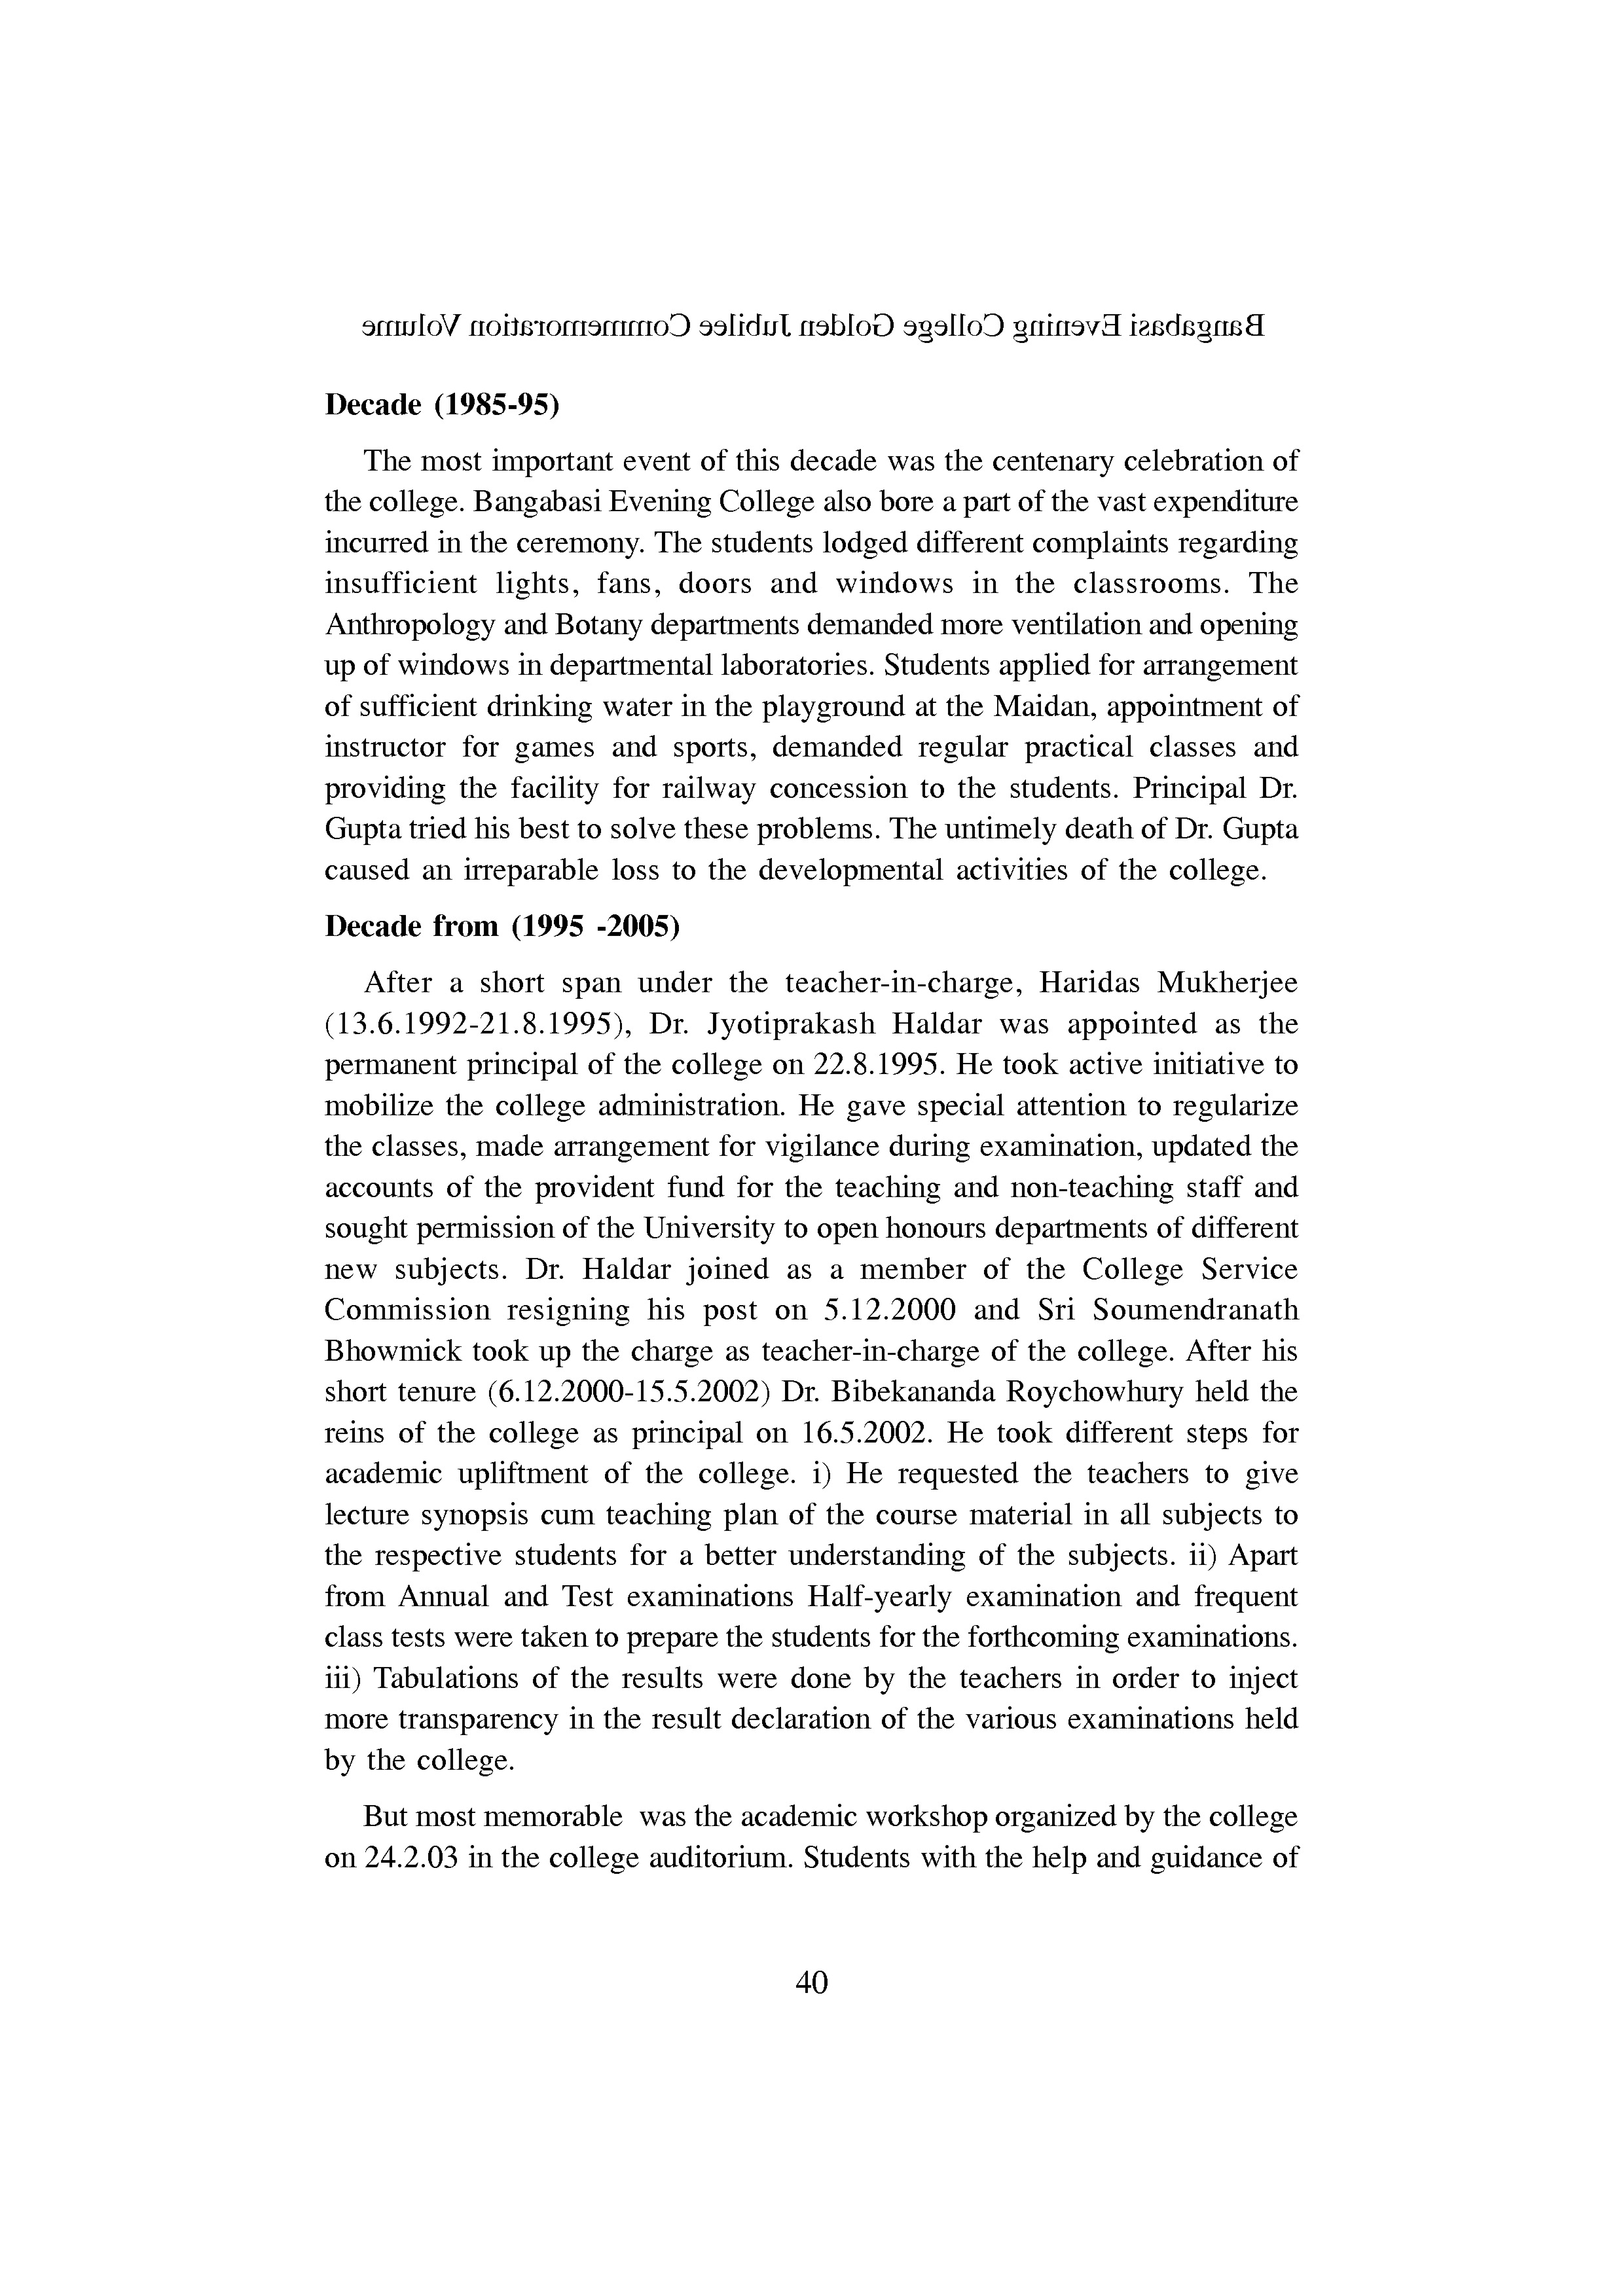 Bangabasi Evening College Golden Jubilee Commemoration Volume
Decade (1985-95)
The most important event of this decade was the centenary celebration of
the college. Bangabasi Evening College also bore a part of the vast expenditure
incurred in the ceremony. The students lodged different complaints regarding
insufficient lights, fans, doors and windows in the classrooms. The
Anthropology and Botany departments demanded more ventilation and opening
up of windows in departmental laboratories. Students applied for arrangement
of sufficient drinking water in the playground at the Maidan, appointment of
instructor for games and sports, demanded regular practical classes and
providing the facility for railway concession to the students. Principal Dr.
Gupta tried his best to solve these problems. The untimely death of Dr. Gupta
caused an irreparable loss to the developmental activities of the college.
Decade from (1995 -2005)
After a short span under the teacher-in-charge, Haridas Mukherjee
(13.6.1992-21.8.1995), Dr. Jyotiprakash Haldar was appointed as the
permanent principal of the college on 22.8.1995. He took active initiative to
mobilize the college administration. He gave special attention to regularize
the classes, made arrangement for vigilance during examination, updated the
accounts of the provident fund for the teaching and non-teaching staff and
sought permission of the University to open honours departments of different
new subjects. Dr. Haldar joined as a member of the College Service
Commission resigning his post on 5.12.2000 and Sri Soumendranath
Bhowmick took up the charge as teacher-in-charge of the college. After his
short tenure (6.12.2000-15.5.2002) Dr. Bibekananda Roychowhury held the
reins of the college as principal on 16.5.2002. He took different steps for
academic upliftment of the college. i) He requested the teachers to give
lecture synopsis cum teaching plan of the course material in all subjects to
the respective students for a better understanding of the subjects. ii) Apart
from Annual and Test examinations Half-yearly examination and frequent
class tests were taken to prepare the students for the forthcoming examinations.
iii) Tabulations of the results were done by the teachers in order to inject
more transparency in the result declaration of the various examinations held
by the college.
But most memorable was the academic workshop organized by the college
on 24.2.03 in the college auditorium. Students with the help and guidance of
40